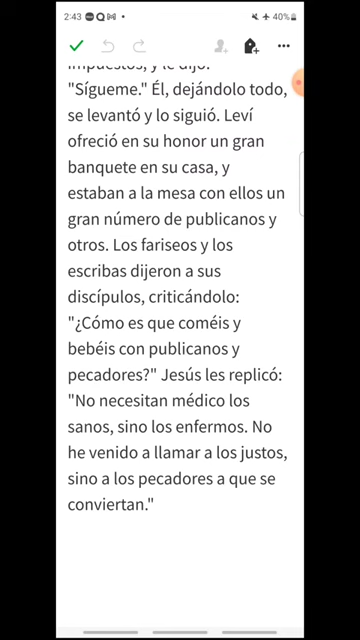 2:43
40%
impuestos, y le dijo:
"Sígueme." Él, dejándolo todo,
se levantó y lo siguió. Leví
ofreció en su honor un gran
banquete en su casa, y
estaban a la mesa con ellos un
gran número de publicanos y
otros. Los fariseos y los
escribas dijeron a sus
discípulos, criticándolo:
"¿Cómo es que coméis y
bebéis con publicanos y
pecadores?" Jesús les replicó:
"No necesitan médico los
sanos, sino los enfermos. No
he venido a llamar a los justos,
sino a los pecadores a que se
conviertan."